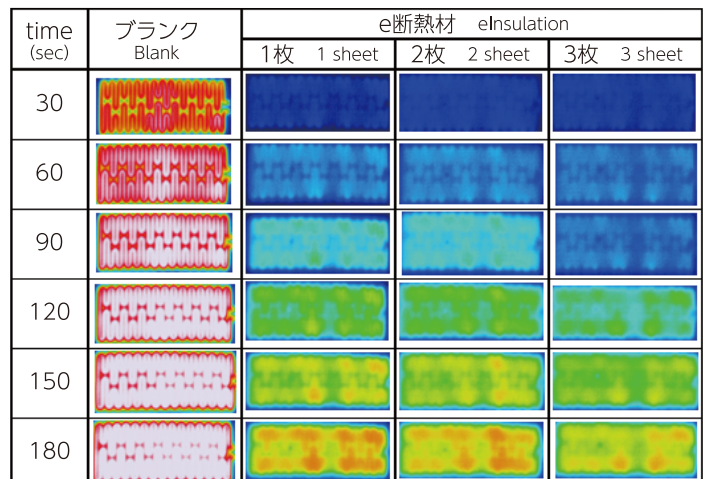 time
(sec)
ブランク
Blank
e断熱材 eInsulation
1枚 1 sheet
2枚 2 sheet
3枚 3 sheet
30
60
90
120
150
180